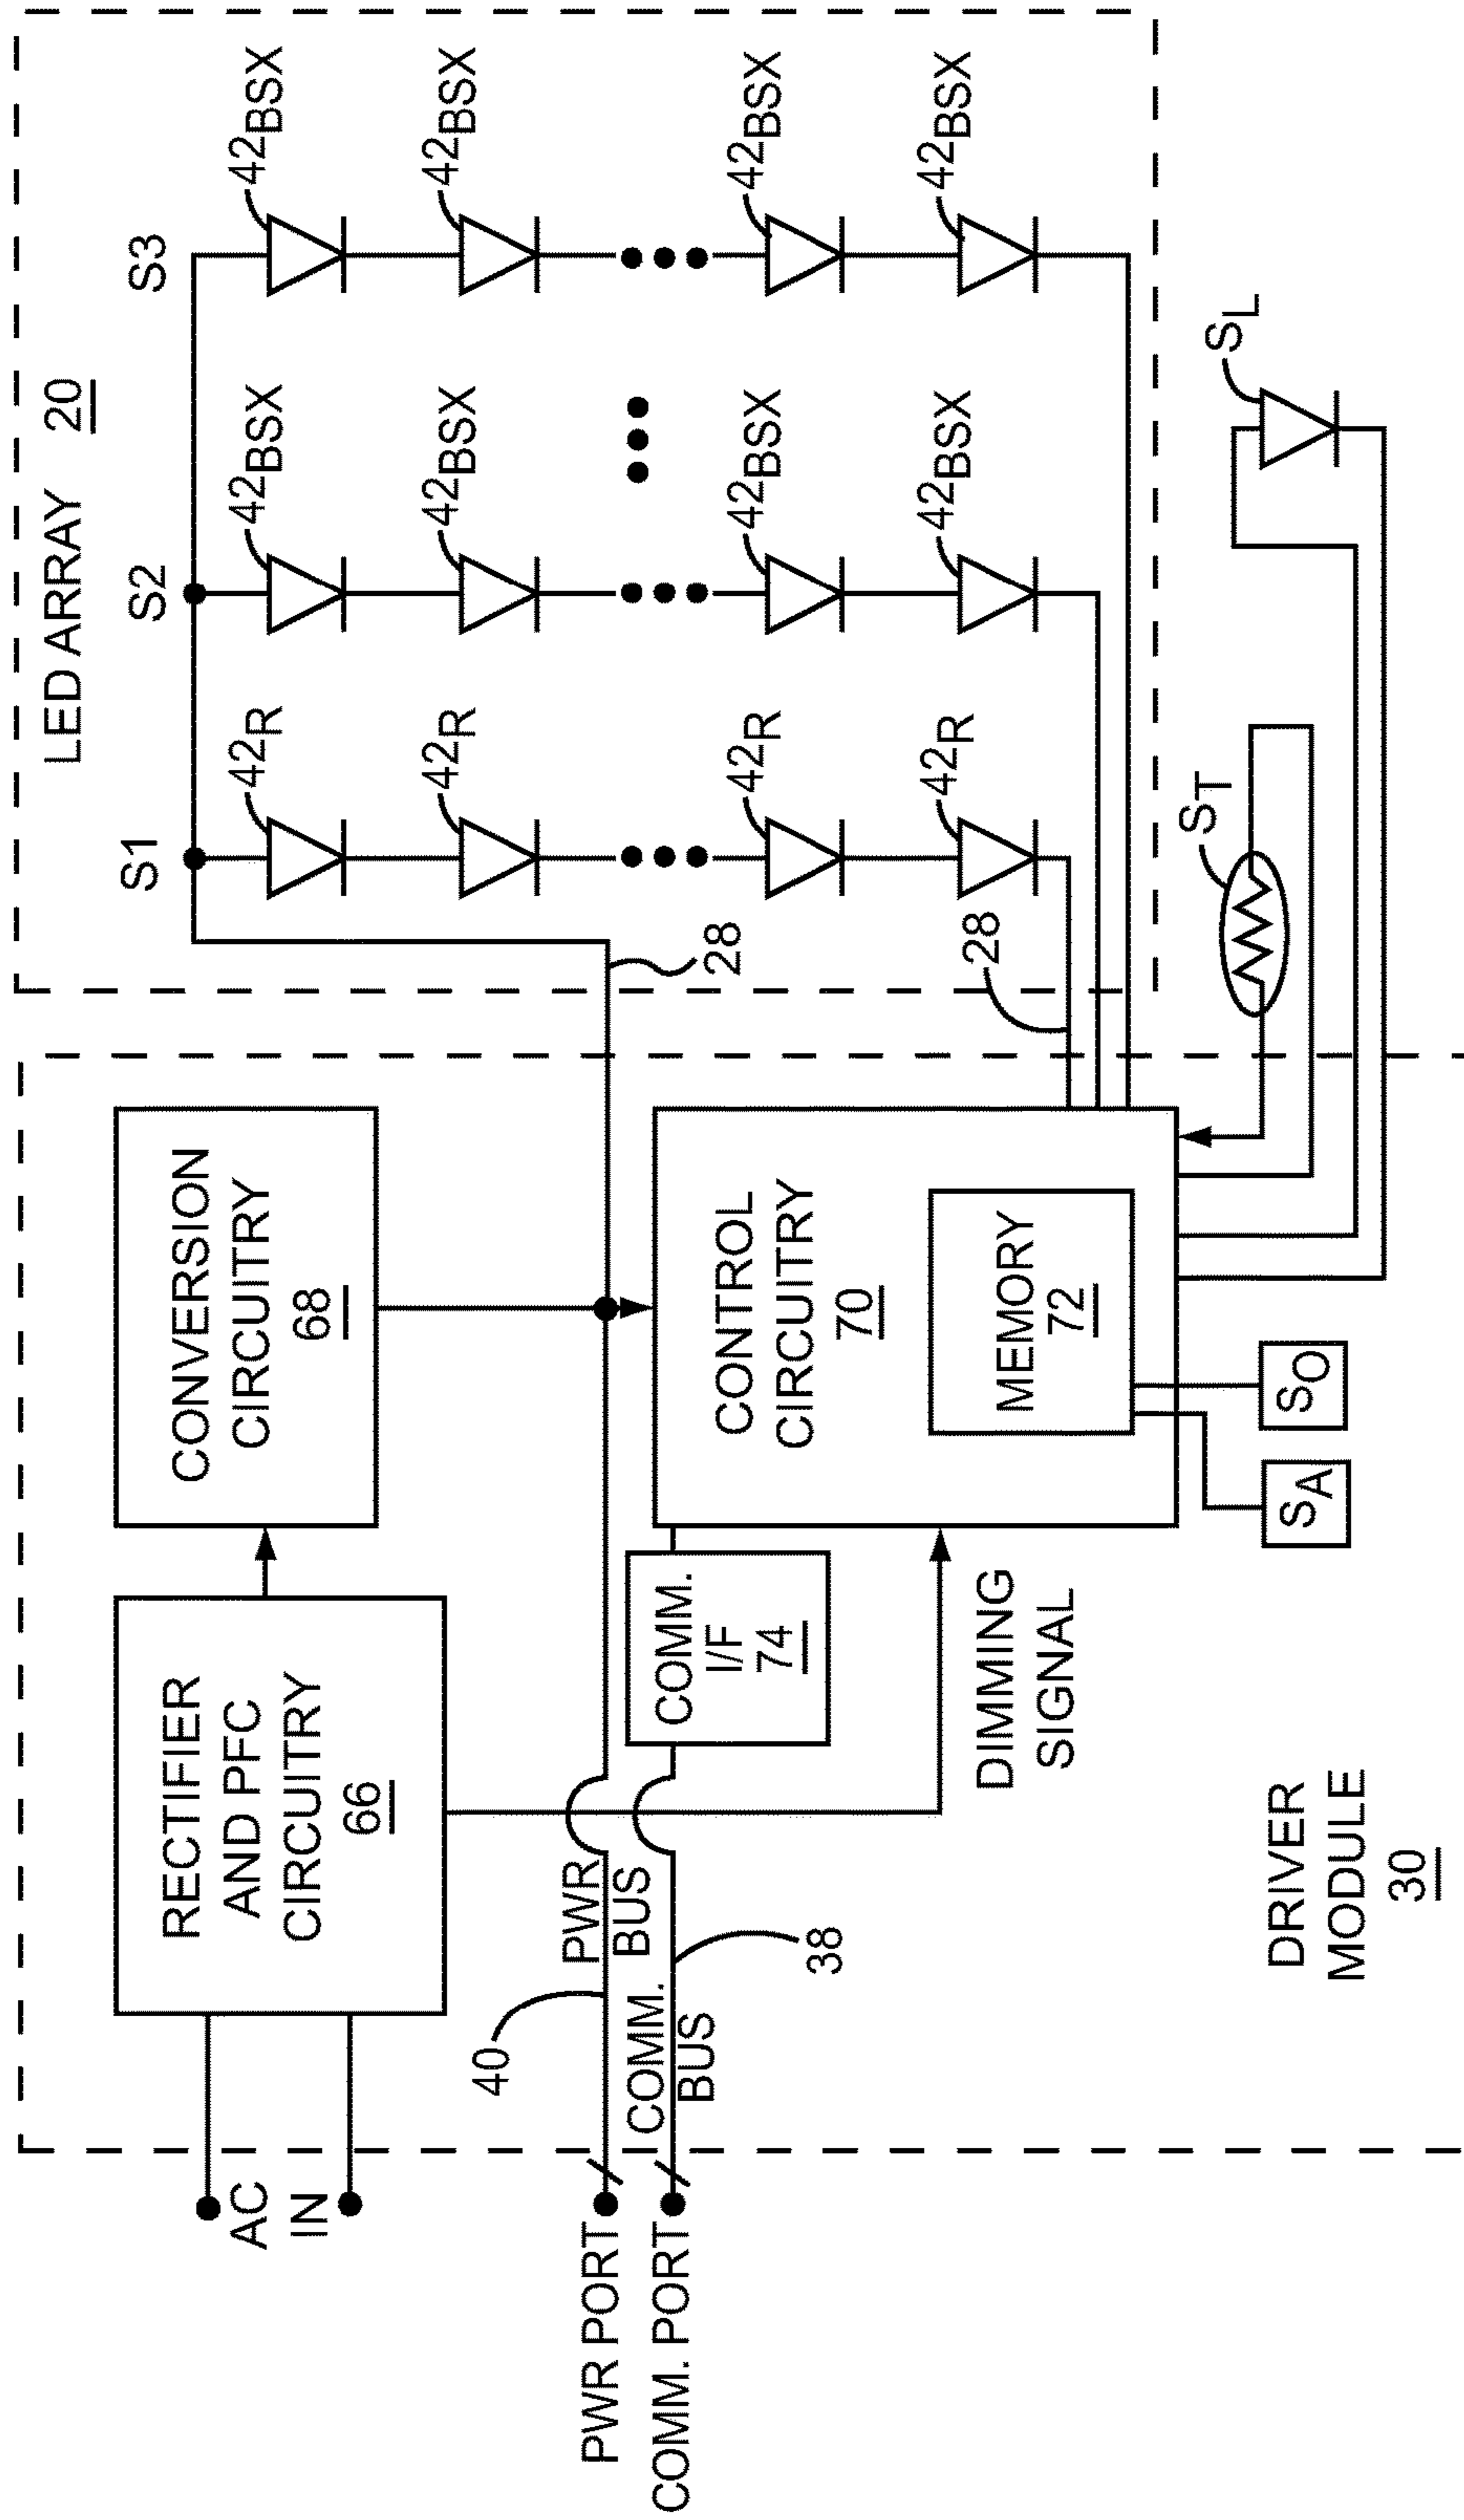 LED ARRAY 20
S1
S2
S3
42R
42BSX
42BSX
42R
42BSX
42BSX
42R
42BSX
42BSX
42R
42BSX
42BSX
28
28
ST
SL
RECTIFIER
AND PFC
CIRCUITRY
66
CONVERSION
CIRCUITRY
68
AC
IN
40
PWR
BUS
PWR PORT
COMM. PORT
COMM.
BUS
38
COMM.
I/F
74
CONTROL
CIRCUITRY
70
MEMORY
72
DIMMING
SIGNAL
SA
SO
DRIVER
MODULE
30